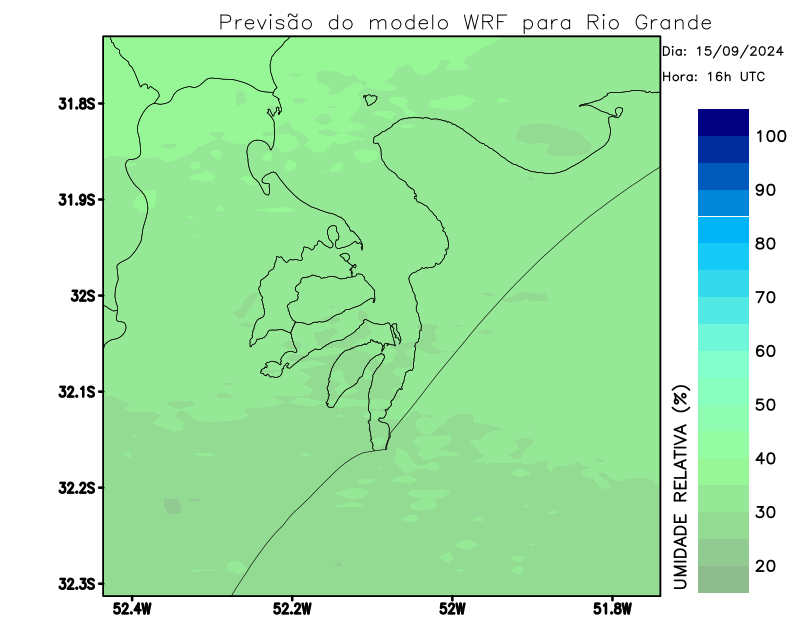 Previsão do modelo WRF para Rio Grande
Dia: 15/09/2024
Hora: 16h UTC
31.8S
31.9S
32S
32.1S
32.2S
32.3S
52.4W
52.2W
52W
51.8W
UMIDADE RELATIVA (%)
100
90
80
70
60
50
40
30
20